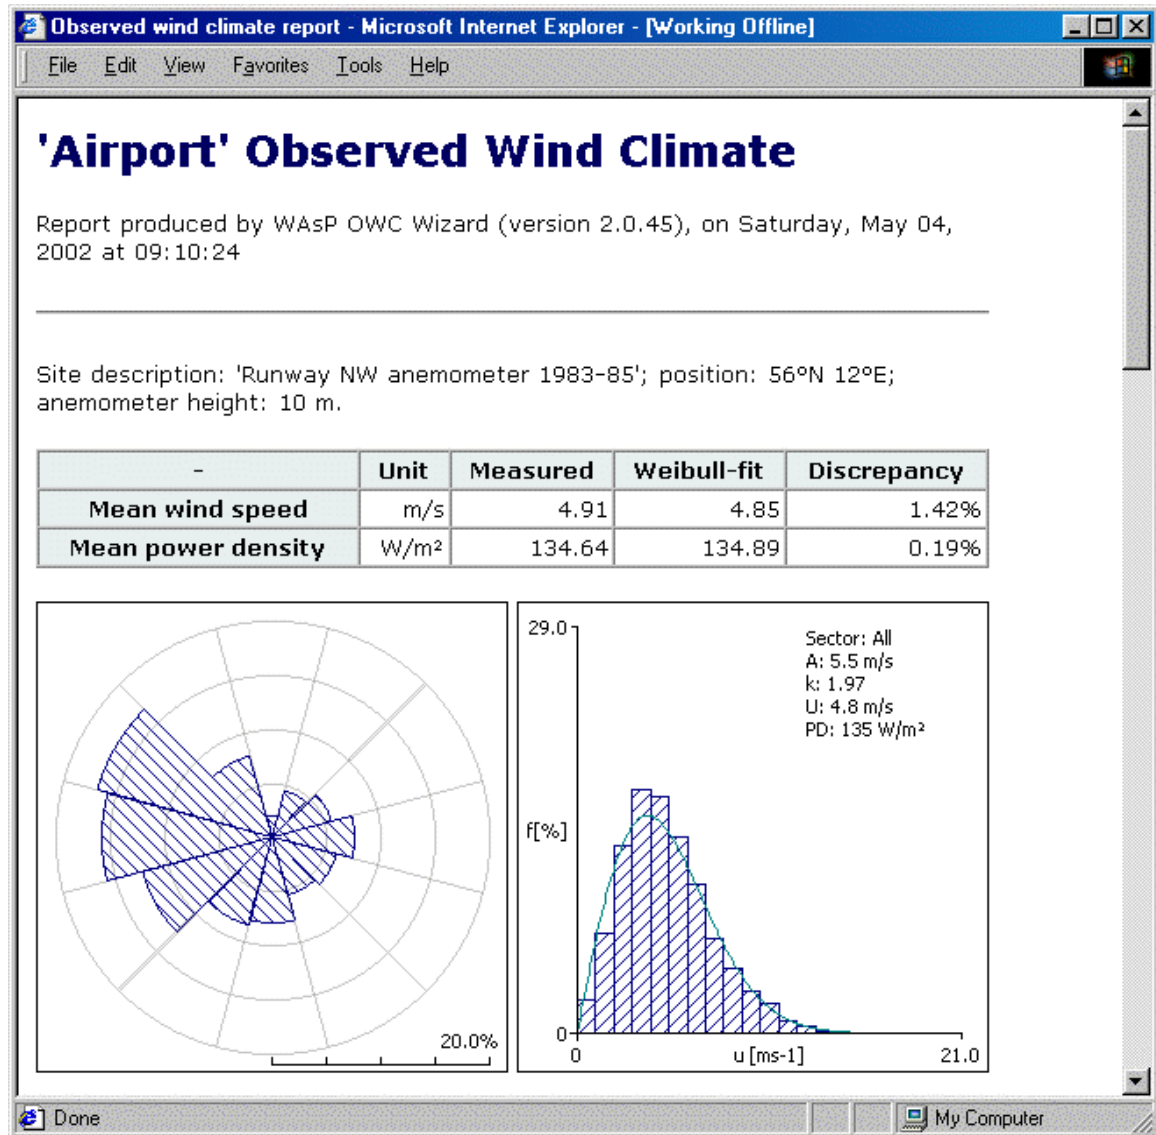 Observed wind climate report - Microsoft Internet Explorer - [Working Offline]
File Edit View Favorites Tools Help
'Airport' Observed Wind Climate
Report produced by WAsP OWC Wizard (version 2.0.45), on Saturday, May 04,
2002 at 09:10:24
Site description: 'Runway NW anemometer 1983-85'; position: 56ºN 12ºE;
anemometer height: 10 m.
- Unit Measured Weibull-fit Discrepancy
Mean wind speed m/s 4.91 4.85 1.42%
Mean power density W/m² 134.64 134.89 0.19%
20.0%
29.0
Sector: All
A: 5.5 m/s
k: 1.97
U: 4.8 m/s
PD: 135 W/m²
f[%]
0
0 u [ms-1] 21.0
Done My Computer